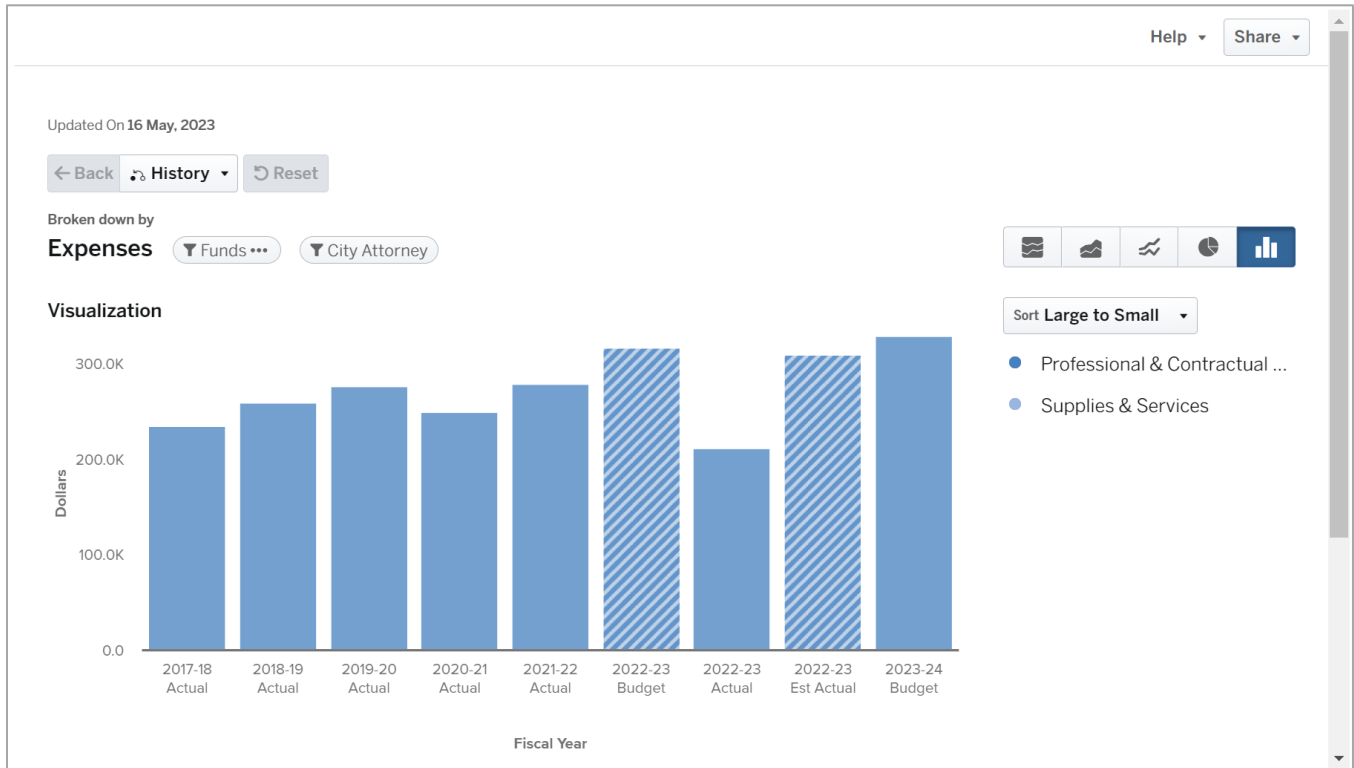 Help
Share
Updated On 16 May, 2023
Back
History
Reset
Broken down by
Expenses
Funds •••
City Attorney
Visualization
Sort Large to Small
Professional & Contractual ...
Supplies & Services
300.0K
200.0K
100.0K
0.0
Dollars
2017-18 Actual
2018-19 Actual
2019-20 Actual
2020-21 Actual
2021-22 Actual
2022-23 Budget
2022-23 Actual
2022-23 Est Actual
2023-24 Budget
Fiscal Year